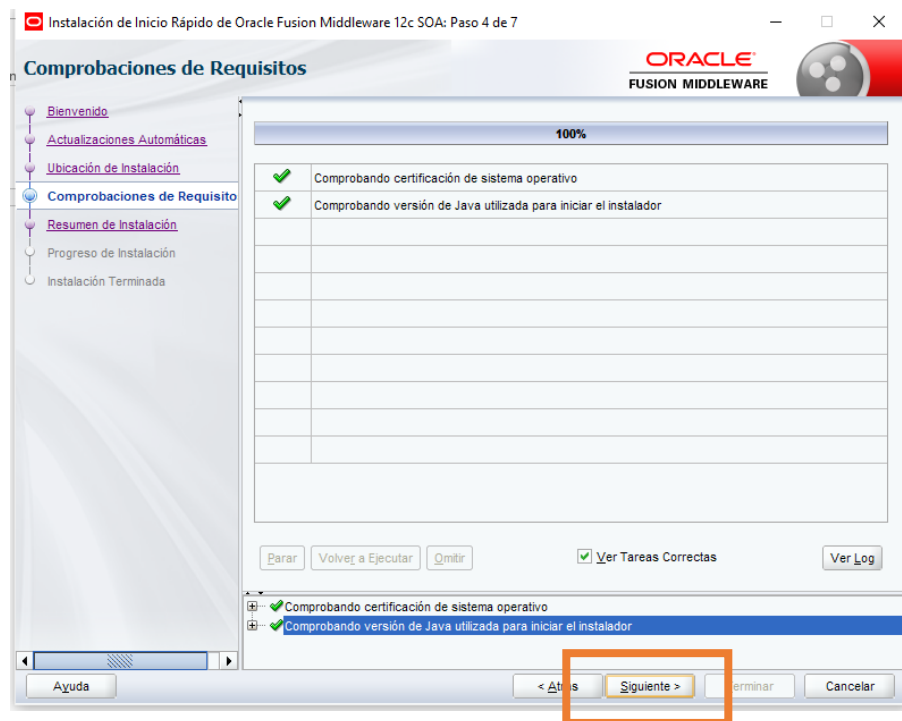 Instalación de Inicio Rápido de Oracle Fusion Middleware 12c SOA: Paso 4 de 7
Comprobaciones de Requisitos
ORACLE
FUSION MIDDLEWARE
Bienvenido
Actualizaciones Automáticas
Ubicación de Instalación
Comprobaciones de Requisito
Resumen de Instalación
Progreso de Instalación
Instalación Terminada
100%
Comprobando certificación de sistema operativo
Comprobando versión de Java utilizada para iniciar el instalador
Parar Volver a Ejecutar Omitir Ver Tareas Correctas Ver Log
Comprobando certificación de sistema operativo
Comprobando versión de Java utilizada para iniciar el instalador
Ayuda < Atrás Siguiente > Terminar Cancelar